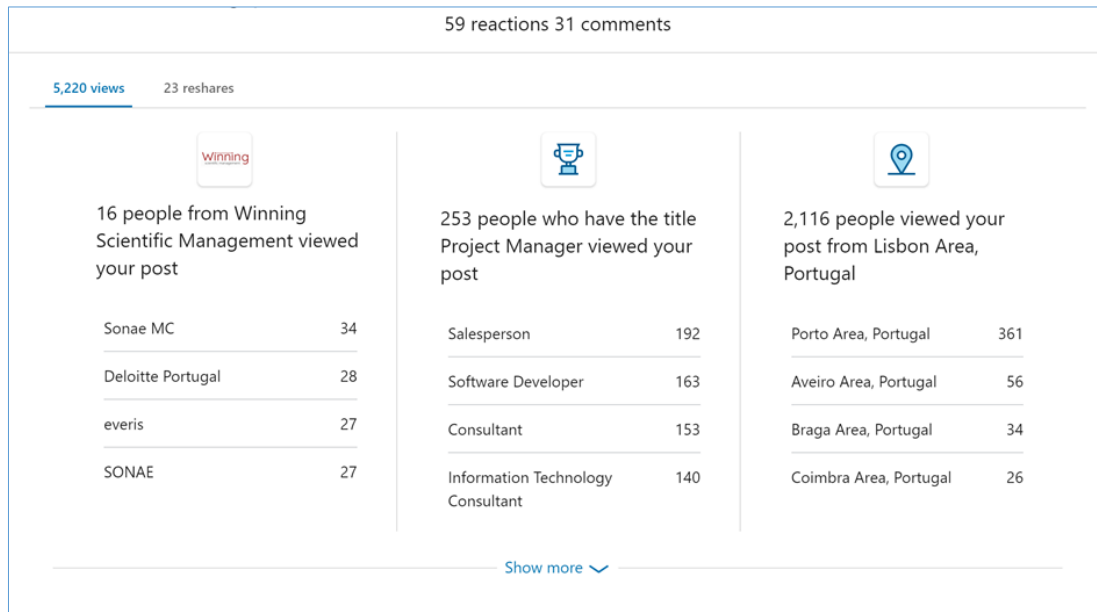 59 reactions 31 comments
5,220 views 23 reshares
Winning
16 people from Winning
Scientific Management viewed
your post
Sonae MC 34
Deloitte Portugal 28
everis 27
SONAE 27
253 people who have the title
Project Manager viewed your
post
Salesperson 192
Software Developer 163
Consultant 153
Information Technology 140
Consultant
2,116 people viewed your
post from Lisbon Area,
Portugal
Porto Area, Portugal 361
Aveiro Area, Portugal 56
Braga Area, Portugal 34
Coimbra Area, Portugal 26
Show more